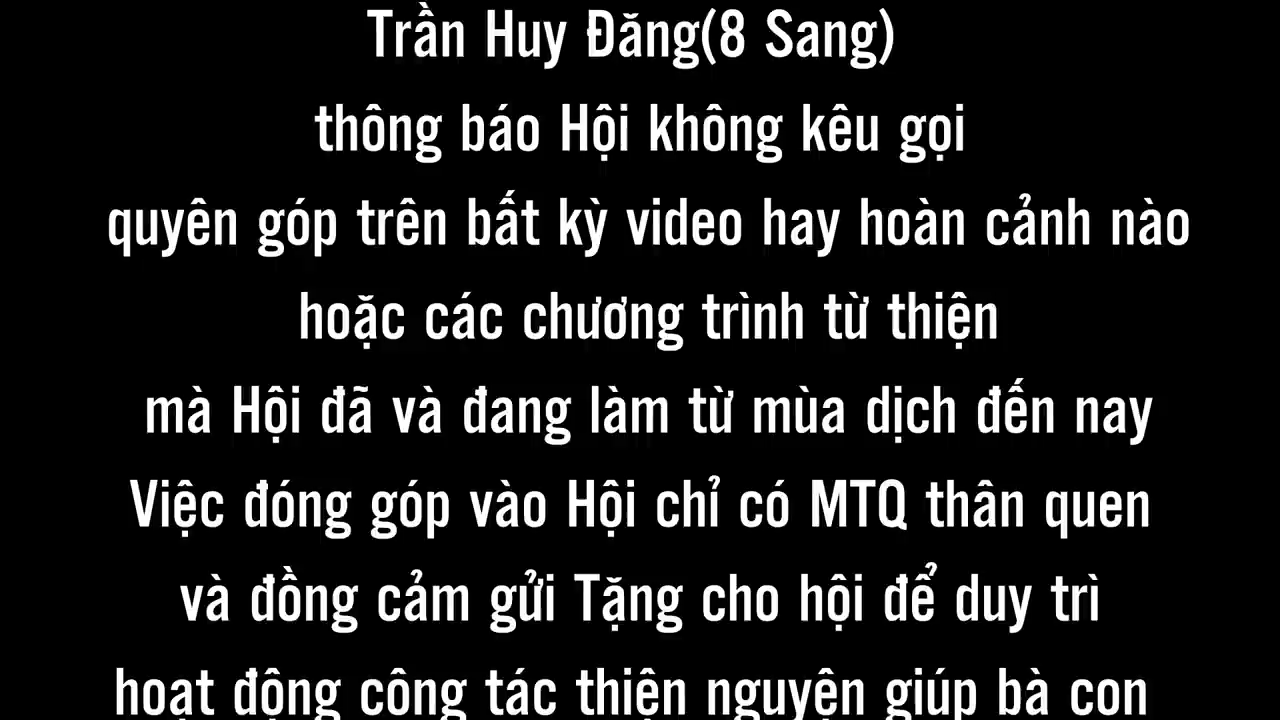 Trần Huy Đăng(8 Sang)
thông báo Hội không kêu gọi
quyên góp trên bất kỳ video hay hoàn cảnh nào
hoặc các chương trình từ thiện
mà Hội đã và đang làm từ mùa dịch đến nay
Việc đóng góp vào Hội chỉ có MTQ thân quen
và đồng cảm gửi Tặng cho hội để duy trì
hoạt động công tác thiện nguyện giúp bà con